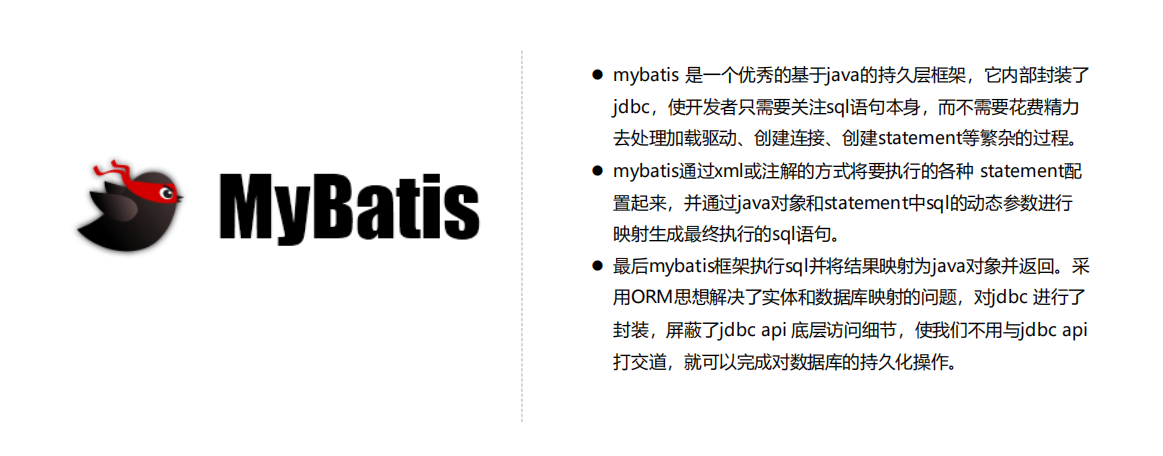 MyBatis
● mybatis 是一个优秀的基于java的持久层框架，它内部封装了
jdbc，使开发者只需要关注sql语句本身，而不需要花费精力
去处理加载驱动、创建连接、创建statement等繁杂的过程。
● mybatis通过xml或注解的方式将要执行的各种 statement配
置起来，并通过java对象和statement中sql的动态参数进行
映射生成最终执行的sql语句。
● 最后mybatis框架执行sql并将结果映射为java对象并返回。采
用ORM思想解决了实体和数据库映射的问题，对jdbc 进行了
封装，屏蔽了jdbc api 底层访问细节，使我们不用与jdbc api
打交道，就可以完成对数据库的持久化操作。